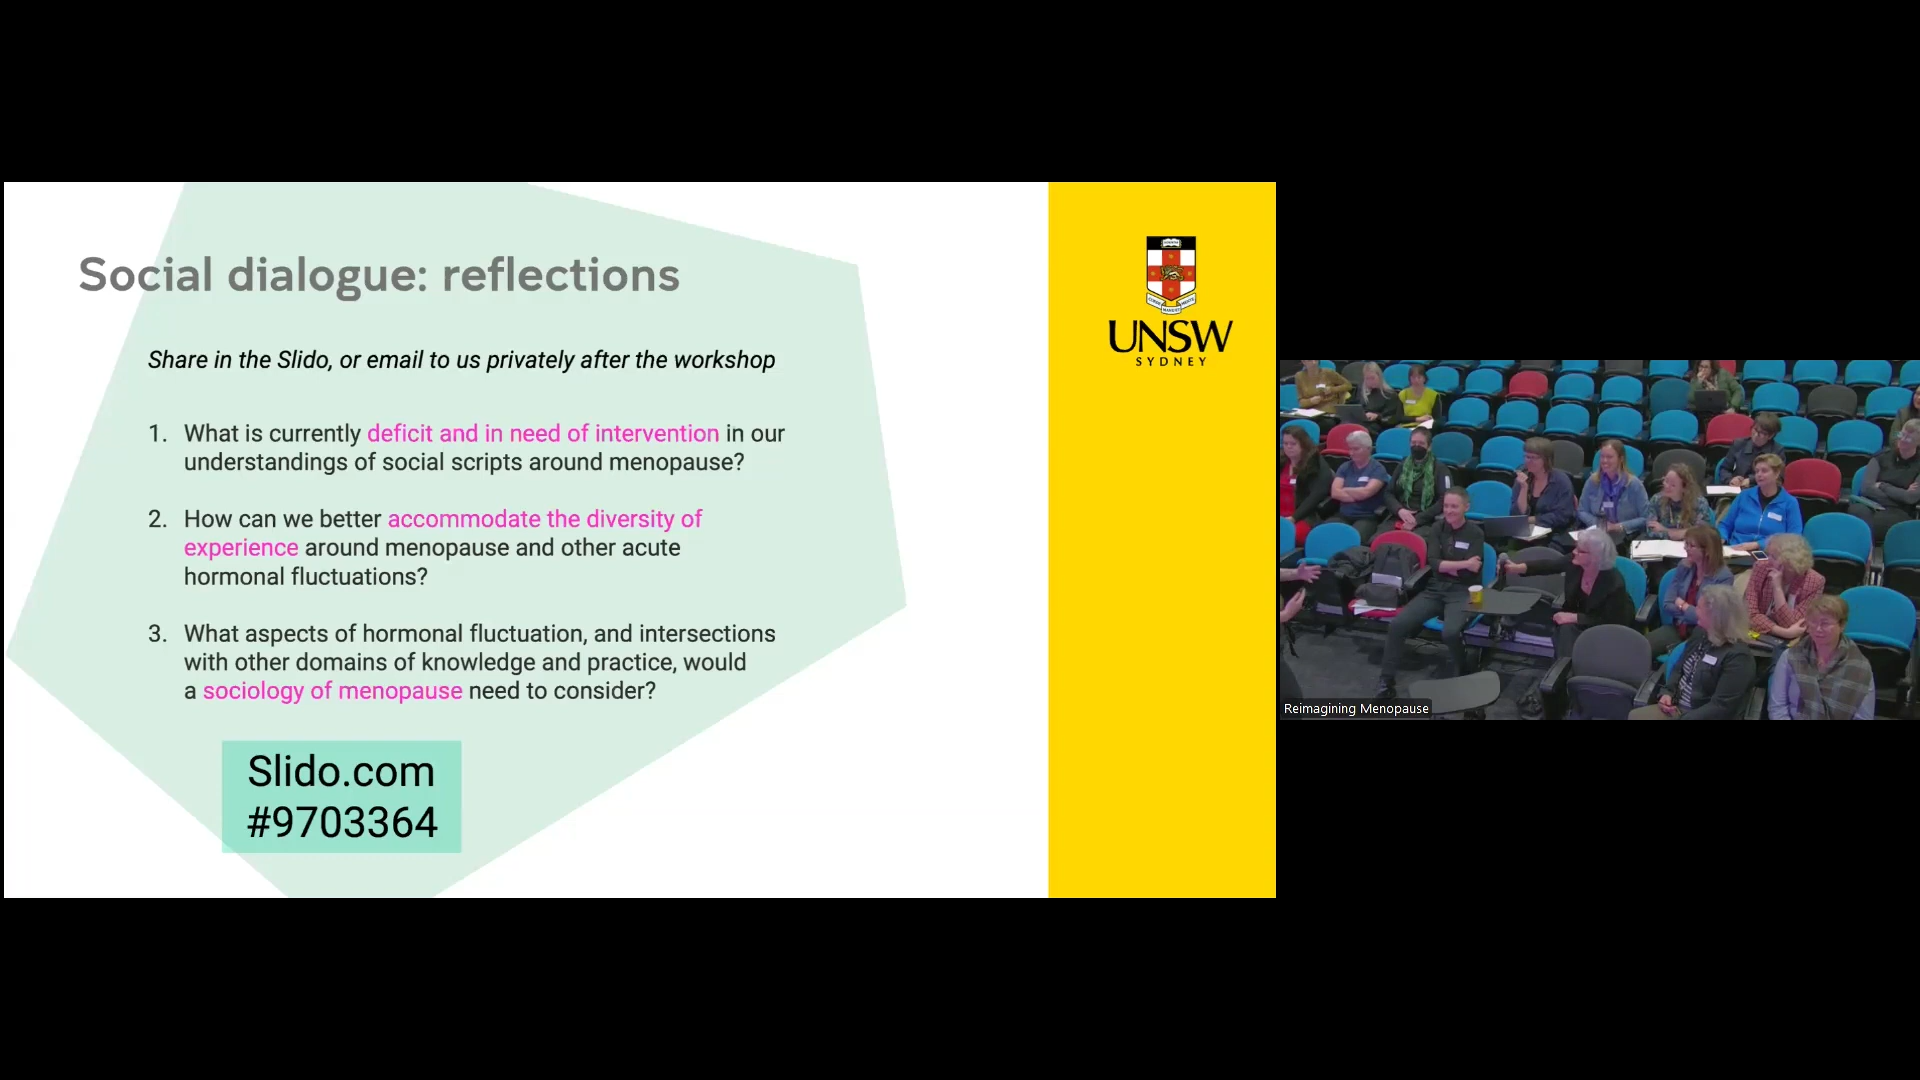 Social dialogue: reflections
Share in the Slido, or email to us privately after the workshop
1. What is currently deficit and in need of intervention in our
understandings of social scripts around menopause?
2. How can we better accommodate the diversity of
experience around menopause and other acute
hormonal fluctuations?
3. What aspects of hormonal fluctuation, and intersections
with other domains of knowledge and practice, would
a sociology of menopause need to consider?
Slido.com
#9703364
UNSW
SYDNEY
Reimagining Menopause